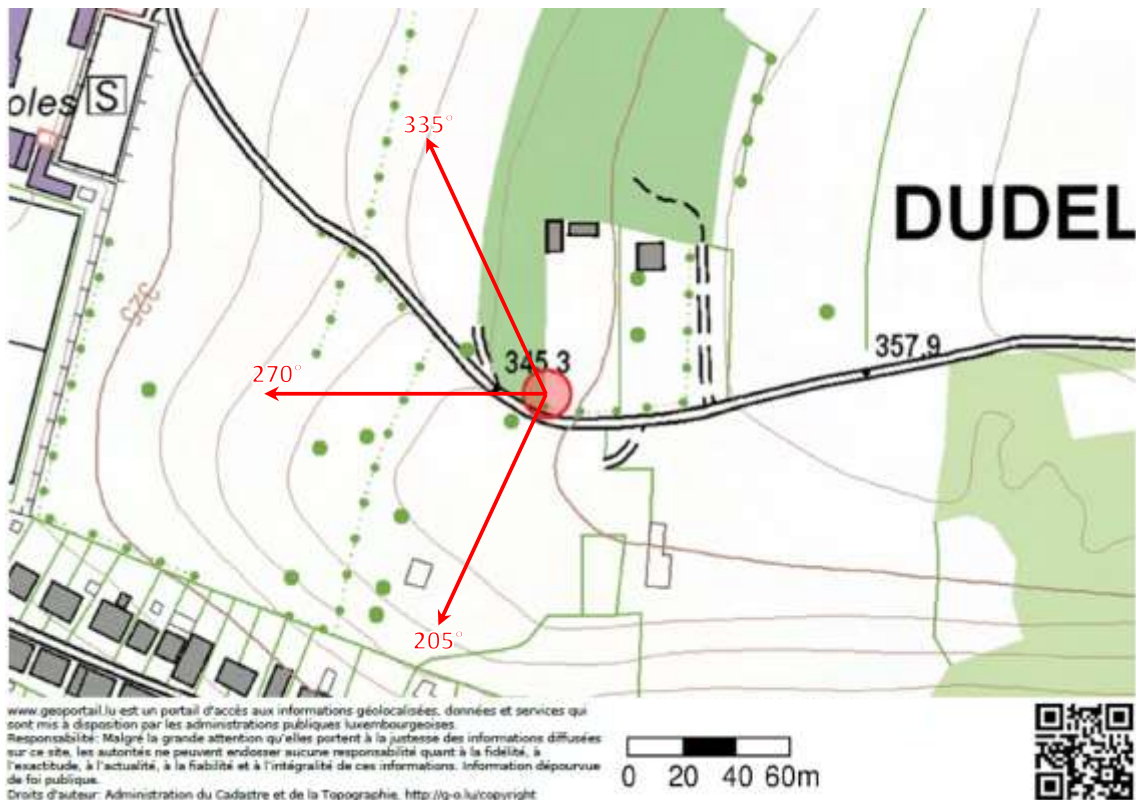 oles S
335°
DUDEL
325
345.3
357.9
270°
205°
www.geoportail.lu est un portail d'accès aux informations géolocalisées, données et services qui
sont mis à disposition par les administrations publiques luxembourgeoises.
Responsabilité: Malgré la grande attention qu'elles portent à la justesse des informations diffusées
sur ce site, les autorités ne peuvent endosser aucune responsabilité quant à la fidélité, à
l'exactitude, à l'actualité, à la fiabilité et à l'intégralité de ces informations. Information dépourvue
de foi publique.
Droits d'auteur: Administration du Cadastre et de la Topographie, http://g-o.lu/copyright
0 20 40 60m